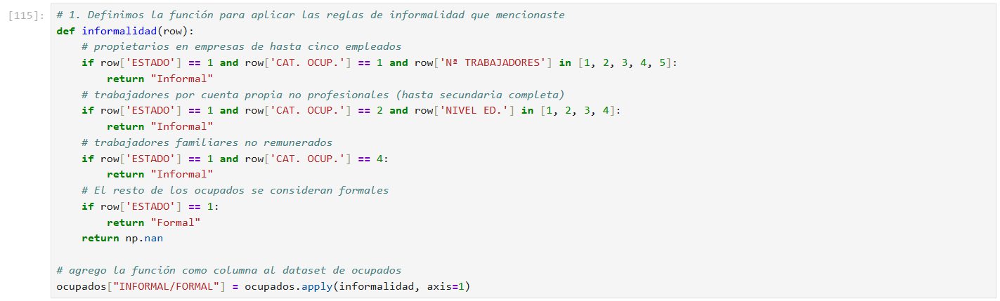 [115]:
# 1. Definimos la función para aplicar las reglas de informalidad que mencionaste
def informalidad(row):
    # propietarios en empresas de hasta cinco empleados
    if row['ESTADO'] == 1 and row['CAT. OCUP.'] == 1 and row['Nª TRABAJADORES'] in [1, 2, 3, 4, 5]:
        return "Informal"
    # trabajadores por cuenta propia no profesionales (hasta secundaria completa)
    if row['ESTADO'] == 1 and row['CAT. OCUP.'] == 2 and row['NIVEL ED.'] in [1, 2, 3, 4]:
        return "Informal"
    # trabajadores familiares no remunerados
    if row['ESTADO'] == 1 and row['CAT. OCUP.'] == 4:
        return "Informal"
    # El resto de los ocupados se consideran formales
    if row['ESTADO'] == 1:
        return "Formal"
    return np.nan

# agrego la función como columna al dataset de ocupados
ocupados["INFORMAL/FORMAL"] = ocupados.apply(informalidad, axis=1)